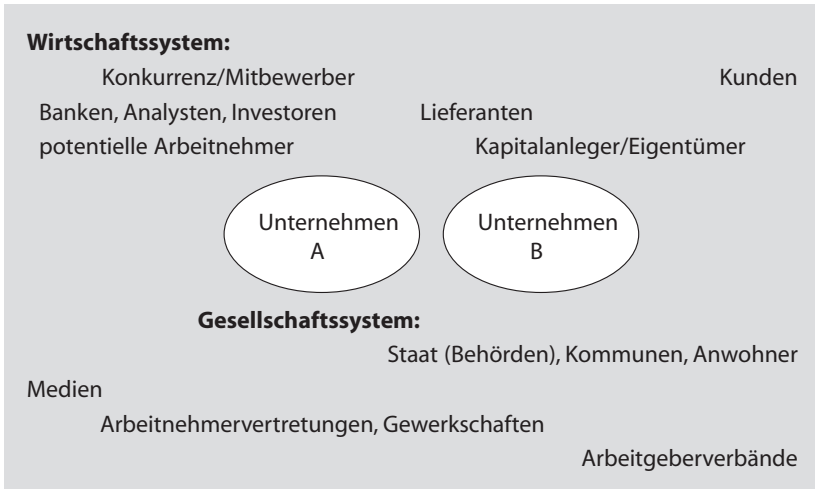 Wirtschaftssystem:
Konkurrenz/Mitbewerber Kunden
Banken, Analysten, Investoren Lieferanten
potentielle Arbeitnehmer Kapitalanleger/Eigentümer
Unternehmen Unternehmen
A B
Gesellschaftssystem:
Staat (Behörden), Kommunen, Anwohner
Medien
Arbeitnehmervertretungen, Gewerkschaften
Arbeitgeberverbände